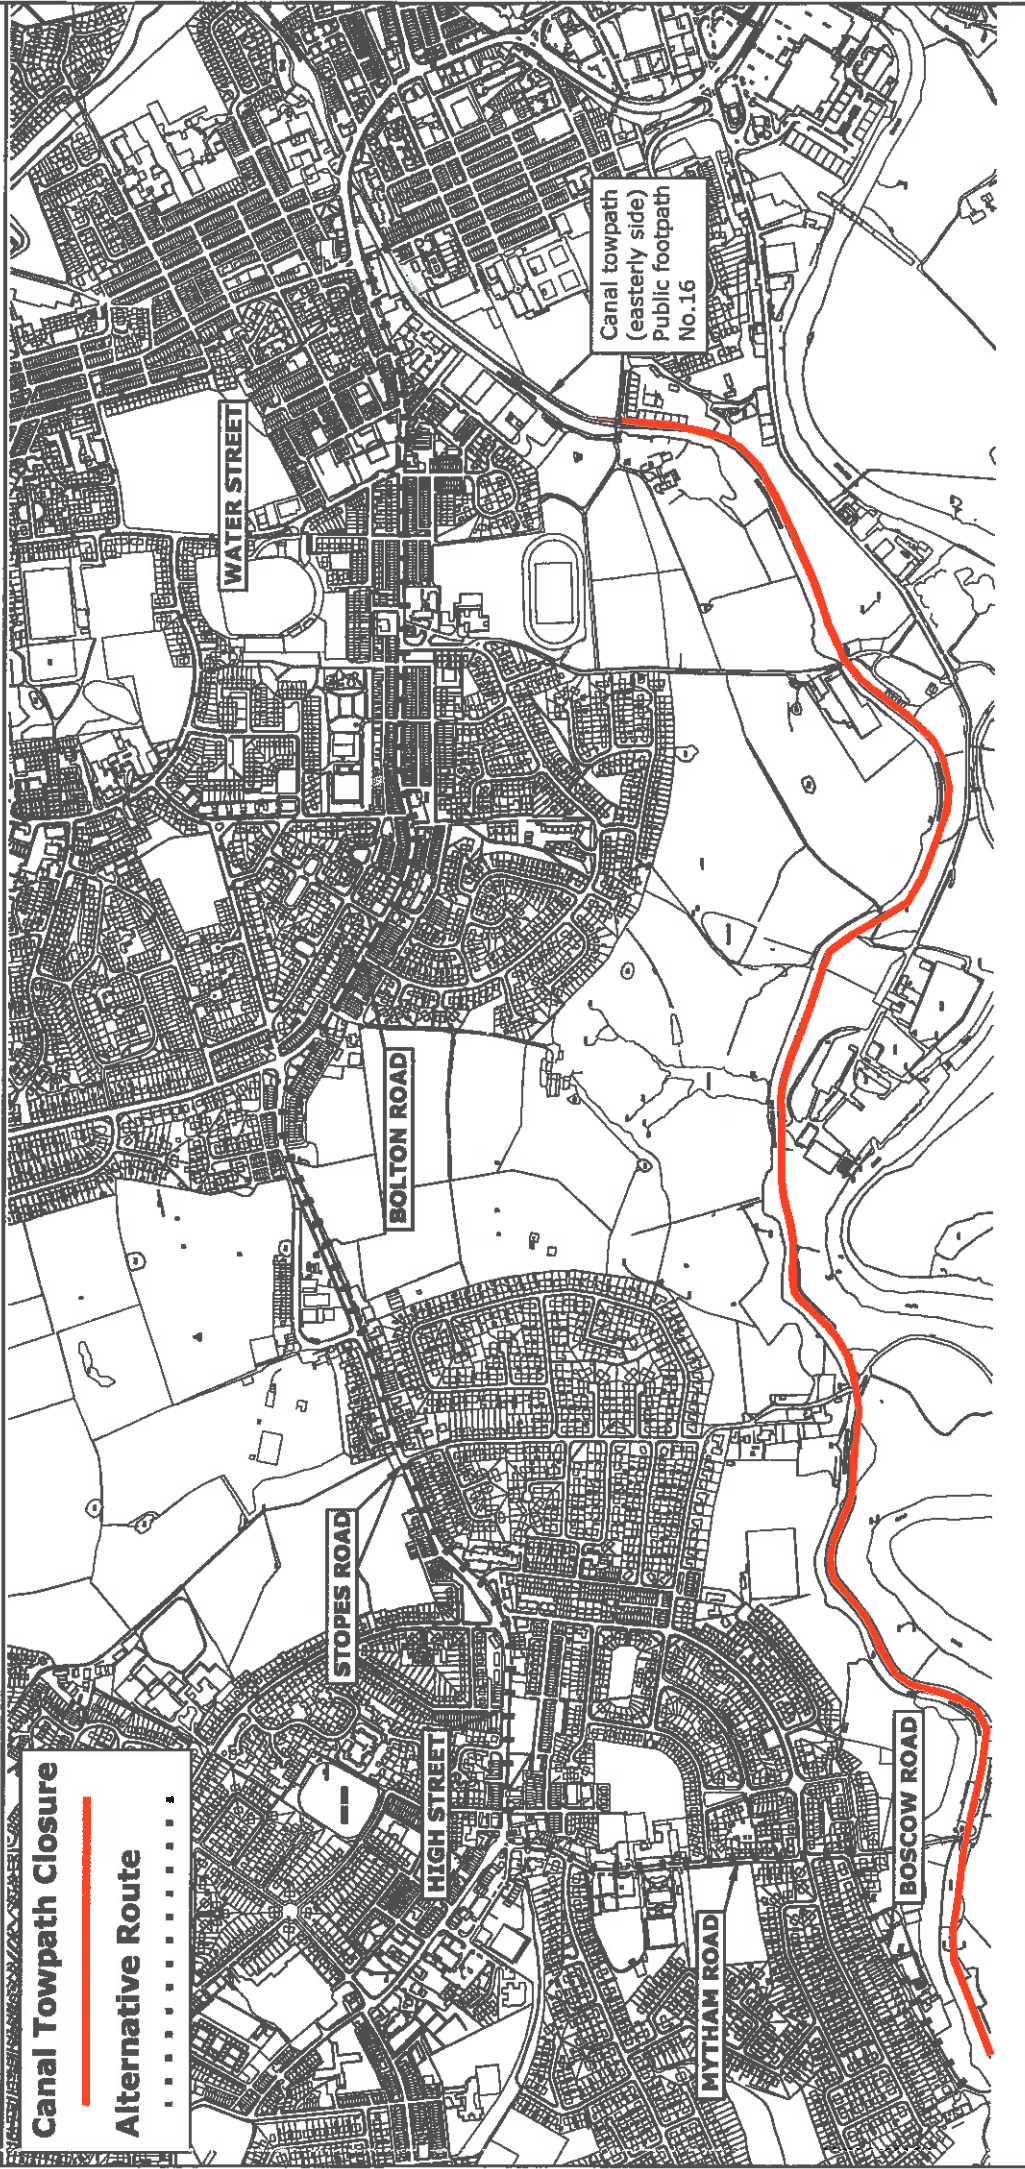 Canal Towpath Closure
Alternative Route
WATER STREET
Canal towpath
(easterly side)
Public footpath
No.16
BOLTON ROAD
STOPES ROAD
HIGH STREET
MYTHAM ROAD
BOSCOW ROAD